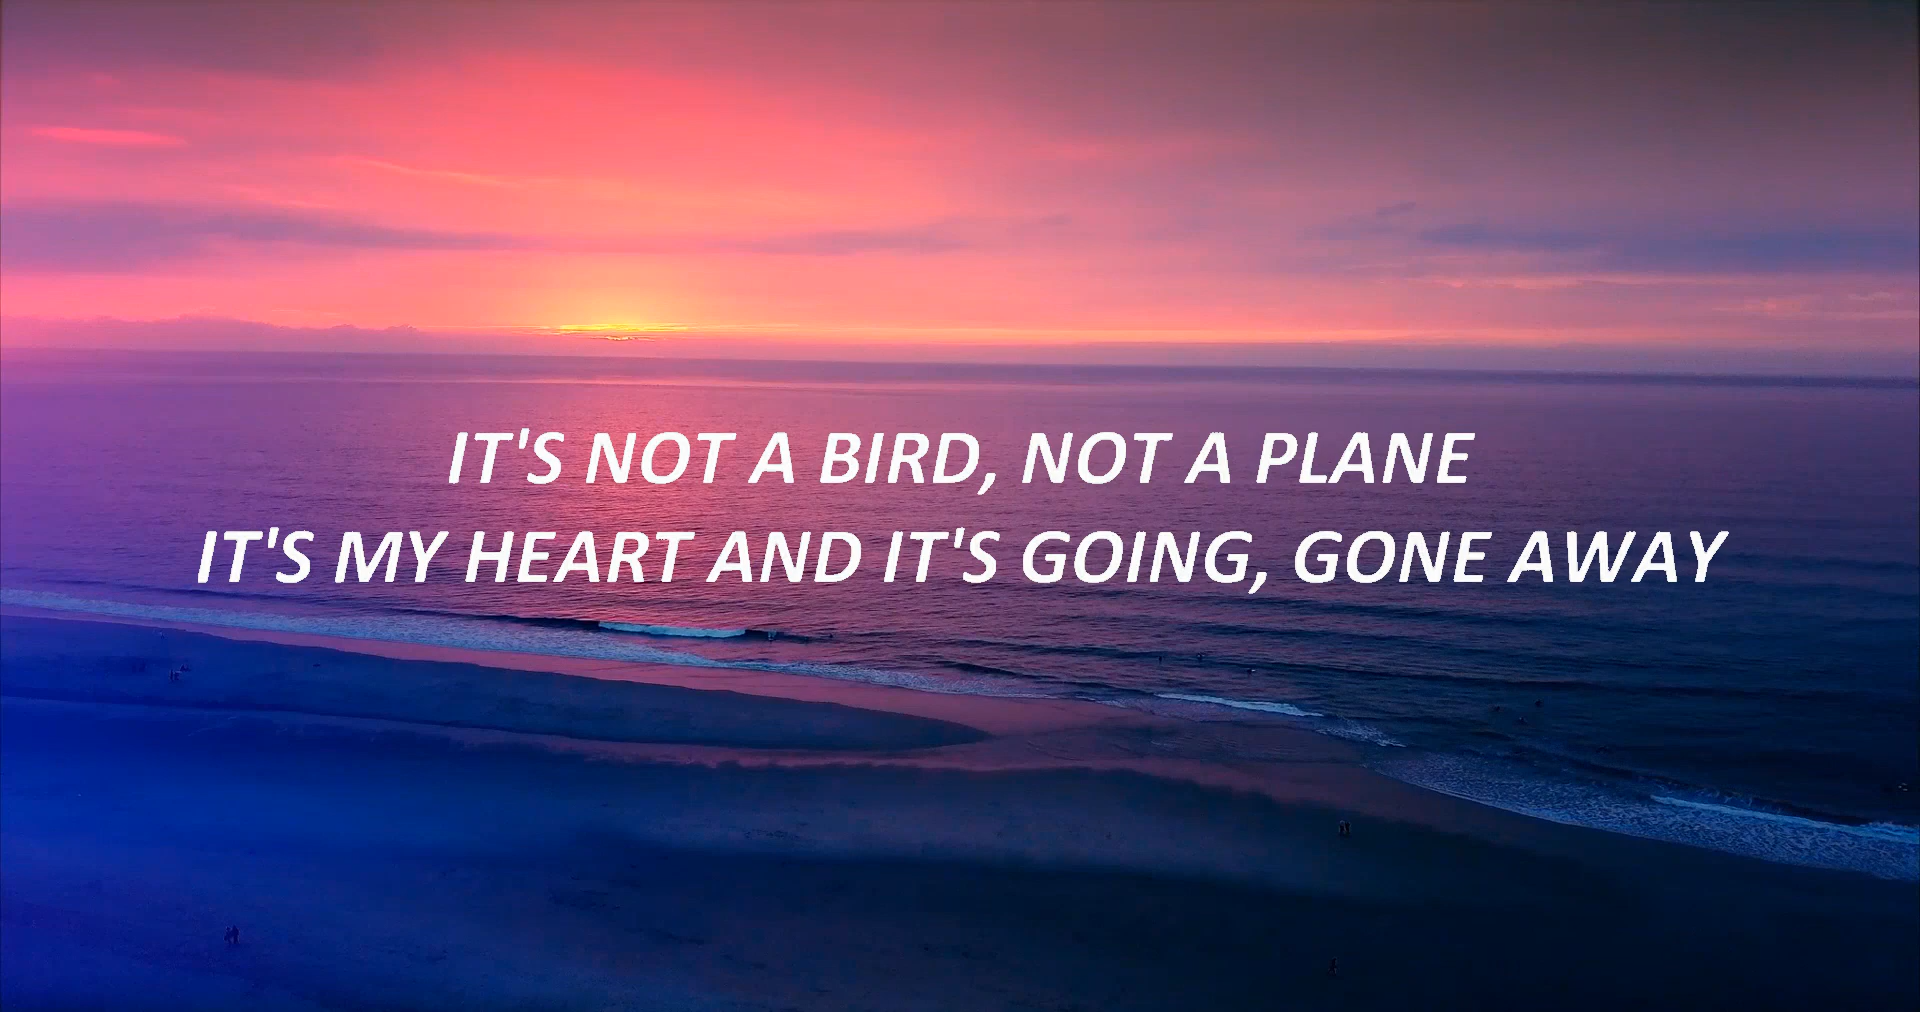 IT'S NOT A BIRD, NOT A PLANE
IT'S MY HEART AND IT'S GOING, GONE AWAY